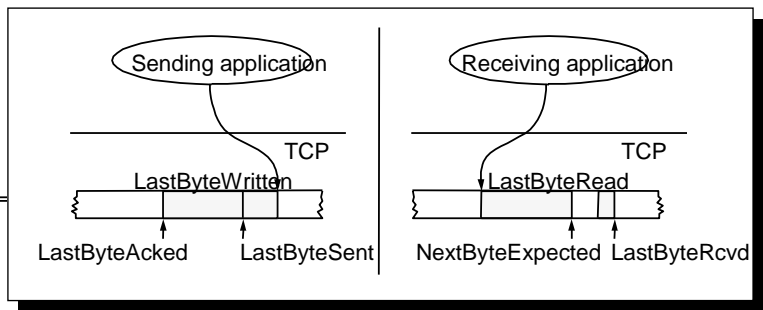 Sending application
TCP
LastByteWritten
LastByteAcked
LastByteSent
Receiving application
TCP
LastByteRead
NextByteExpected
LastByteRcvd